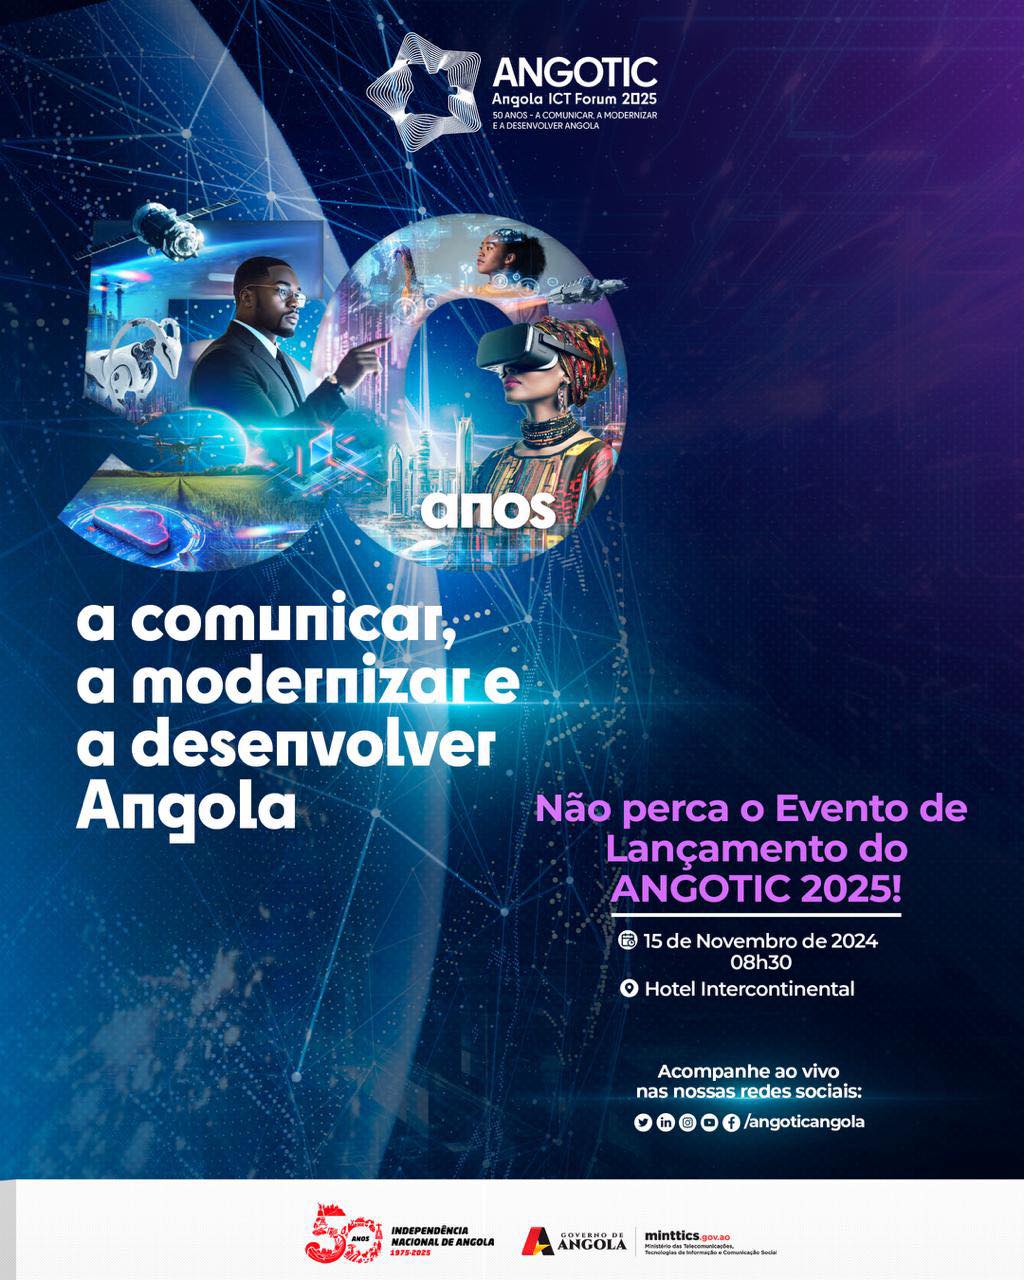 ANGOTIC
Angola ICT Forum 2025
50 ANOS - A COMUNICAR, A MODERNIZAR
E A DESENVOLVER ANGOLA
50
anos
a comunicar,
a modernizar e
a desenvolver
Angola
Não perca o Evento de
Lançamento do
ANGOTIC 2025!
15 de Novembro de 2024
08h30
Hotel Intercontinental
Acompanhe ao vivo
nas nossas redes sociais:
/angoticangola
50 ANOS
INDEPENDÊNCIA
NACIONAL DE ANGOLA
1975-2025
GOVERNO DE
ANGOLA
minttics.gov.ao
Ministério das Telecomunicações,
Tecnologias de Informação e Comunicação Social